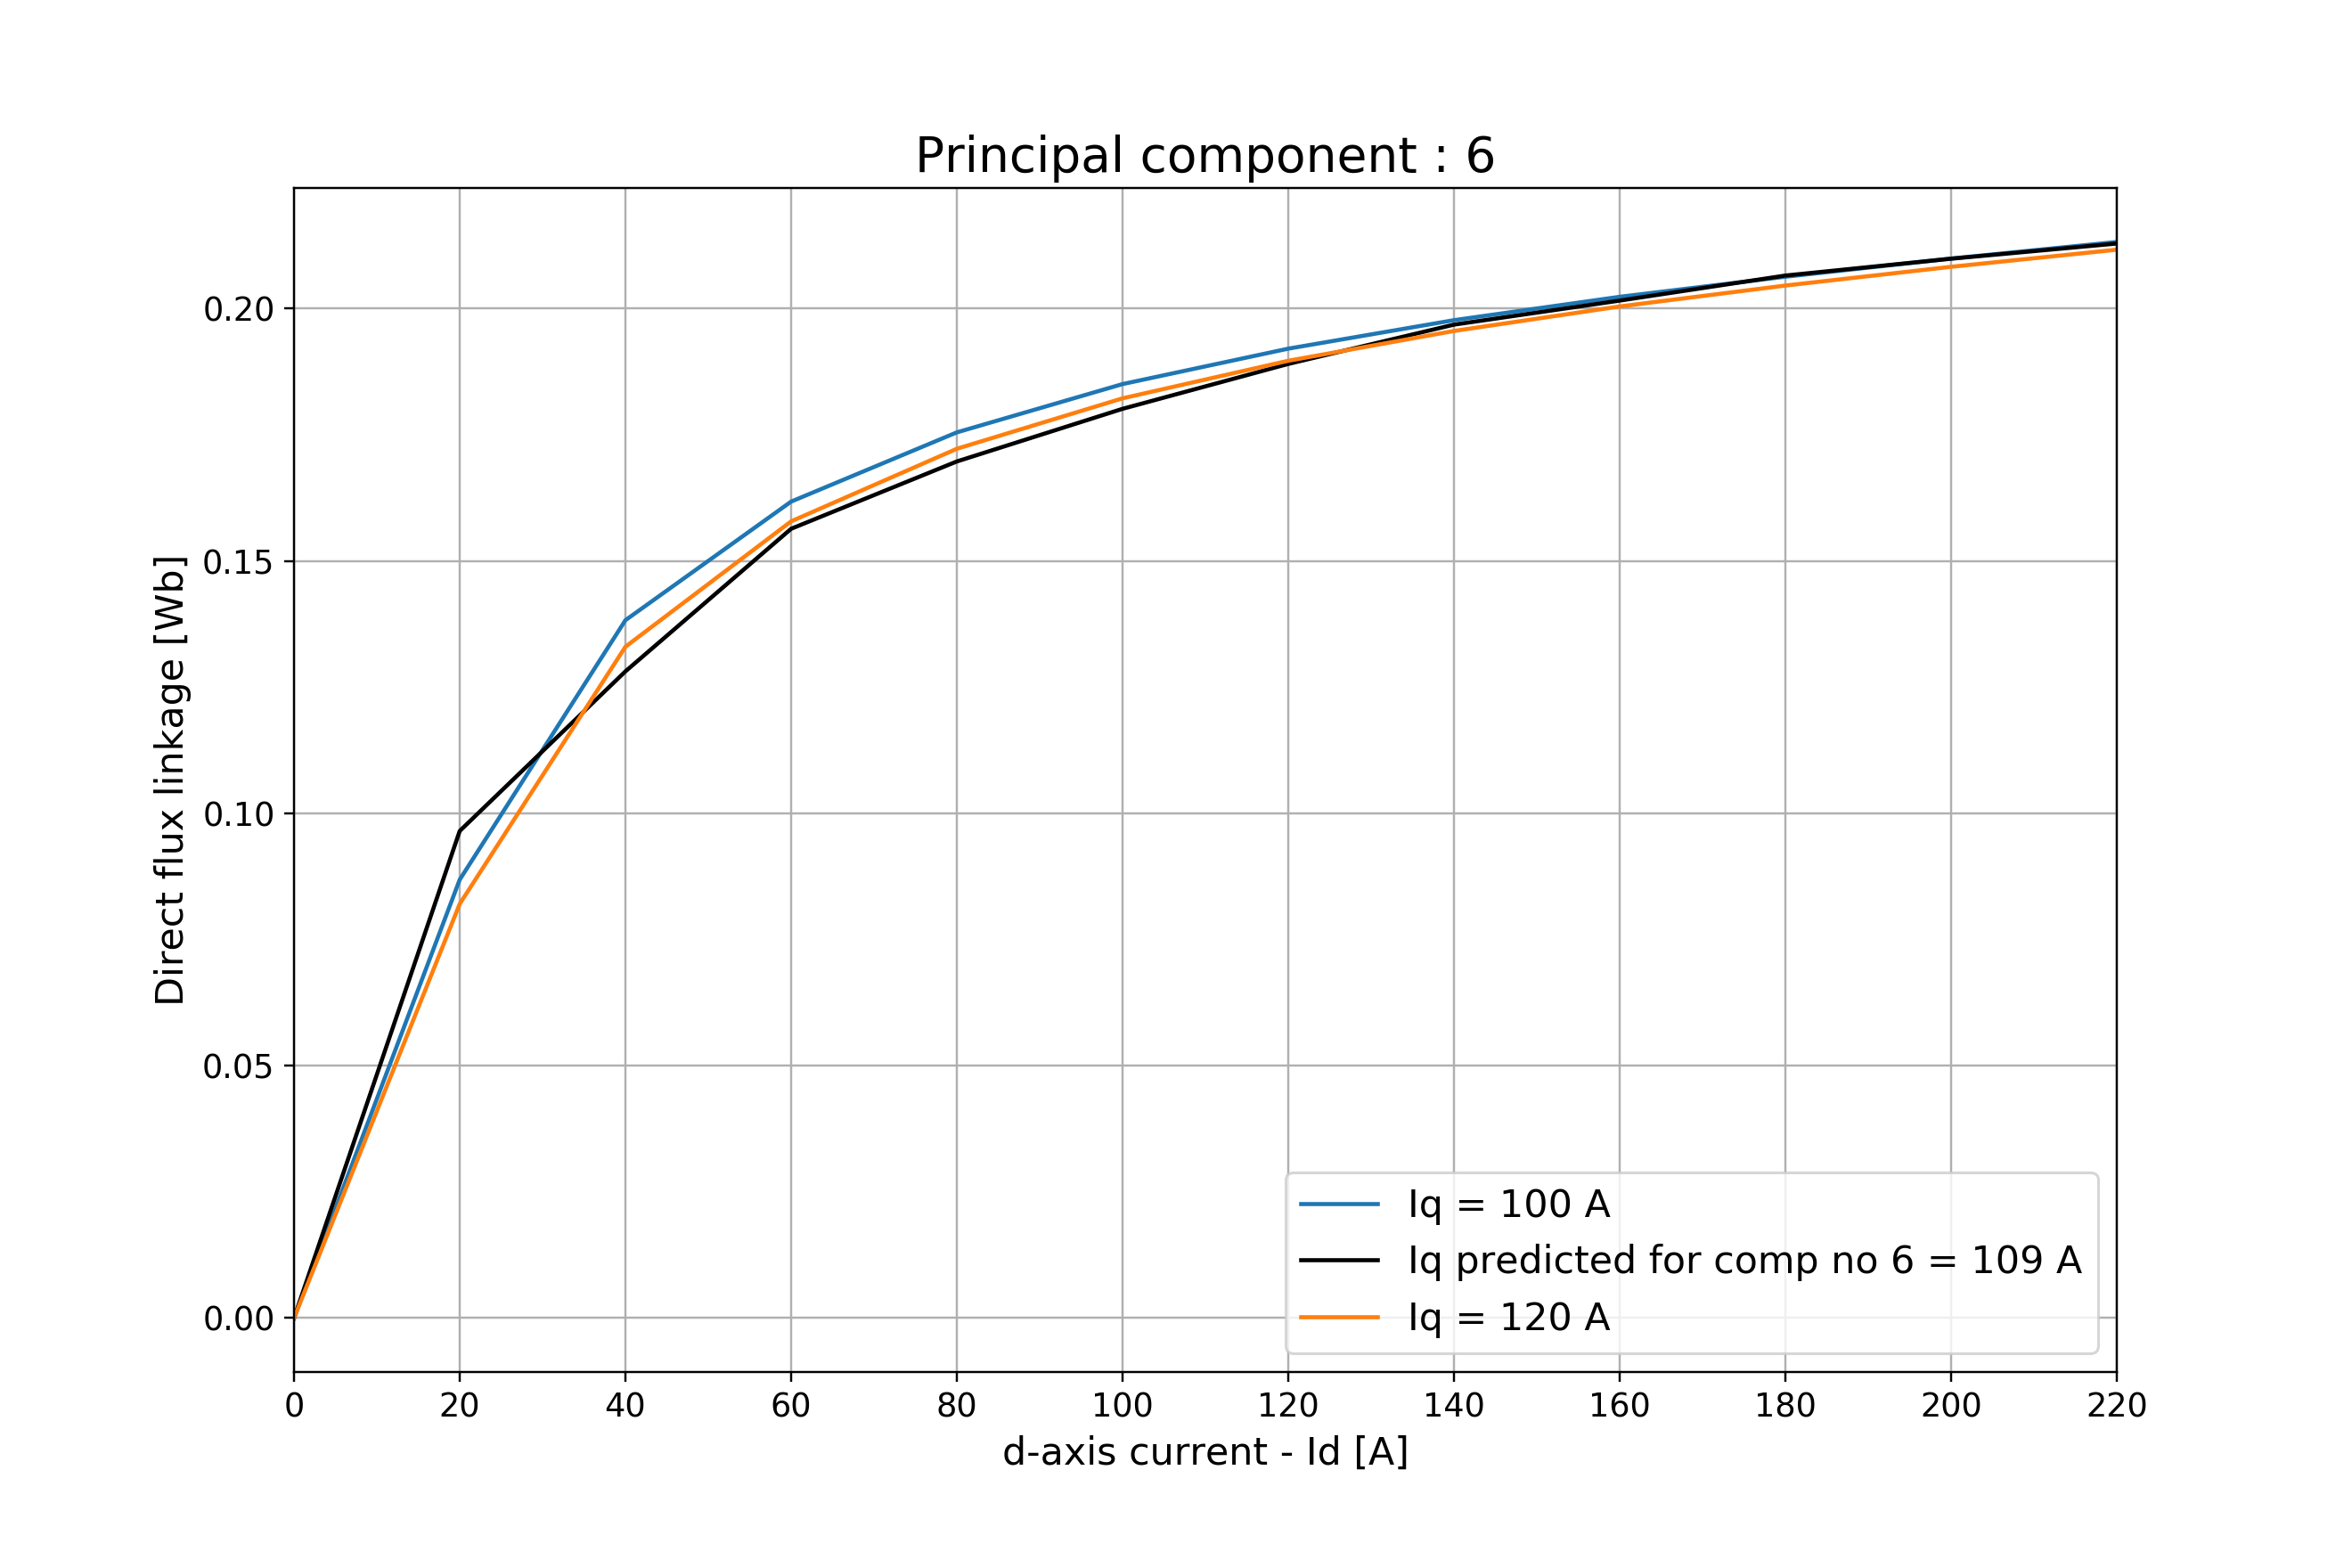 Principal component : 6
Direct flux linkage [Wb]
0.20
0.15
0.10
0.05
0.00
Iq = 100 A
Iq predicted for comp no 6 = 109 A
Iq = 120 A
0 20 40 60 80 100 120 140 160 180 200 220
d-axis current - Id [A]